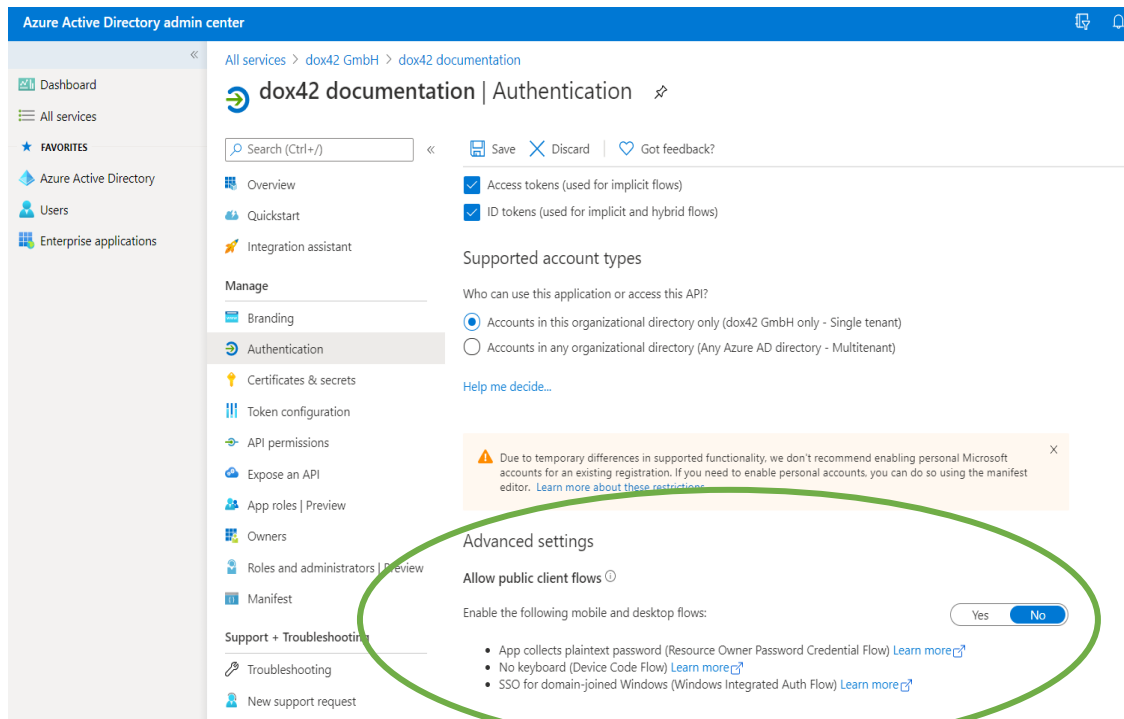 Azure Active Directory admin center
«
Dashboard
All services
FAVORITES
Azure Active Directory
Users
Enterprise applications
All services > dox42 GmbH > dox42 documentation
dox42 documentation | Authentication
Search (Ctrl+/)
«
Overview
Quickstart
Integration assistant
Manage
Branding
Authentication
Certificates & secrets
Token configuration
API permissions
Expose an API
App roles | Preview
Owners
Roles and administrators | Preview
Manifest
Support + Troubleshooting
Troubleshooting
New support request
Save Discard Got feedback?
Access tokens (used for implicit flows)
ID tokens (used for implicit and hybrid flows)
Supported account types
Who can use this application or access this API?
Accounts in this organizational directory only (dox42 GmbH only - Single tenant)
Accounts in any organizational directory (Any Azure AD directory - Multitenant)
Help me decide...
Due to temporary differences in supported functionality, we don't recommend enabling personal Microsoft
accounts for an existing registration. If you need to enable personal accounts, you can do so using the manifest
editor. Learn more about these restrictions.
Advanced settings
Allow public client flows
Enable the following mobile and desktop flows:
Yes No
• App collects plaintext password (Resource Owner Password Credential Flow) Learn more
• No keyboard (Device Code Flow) Learn more
• SSO for domain-joined Windows (Windows Integrated Auth Flow) Learn more